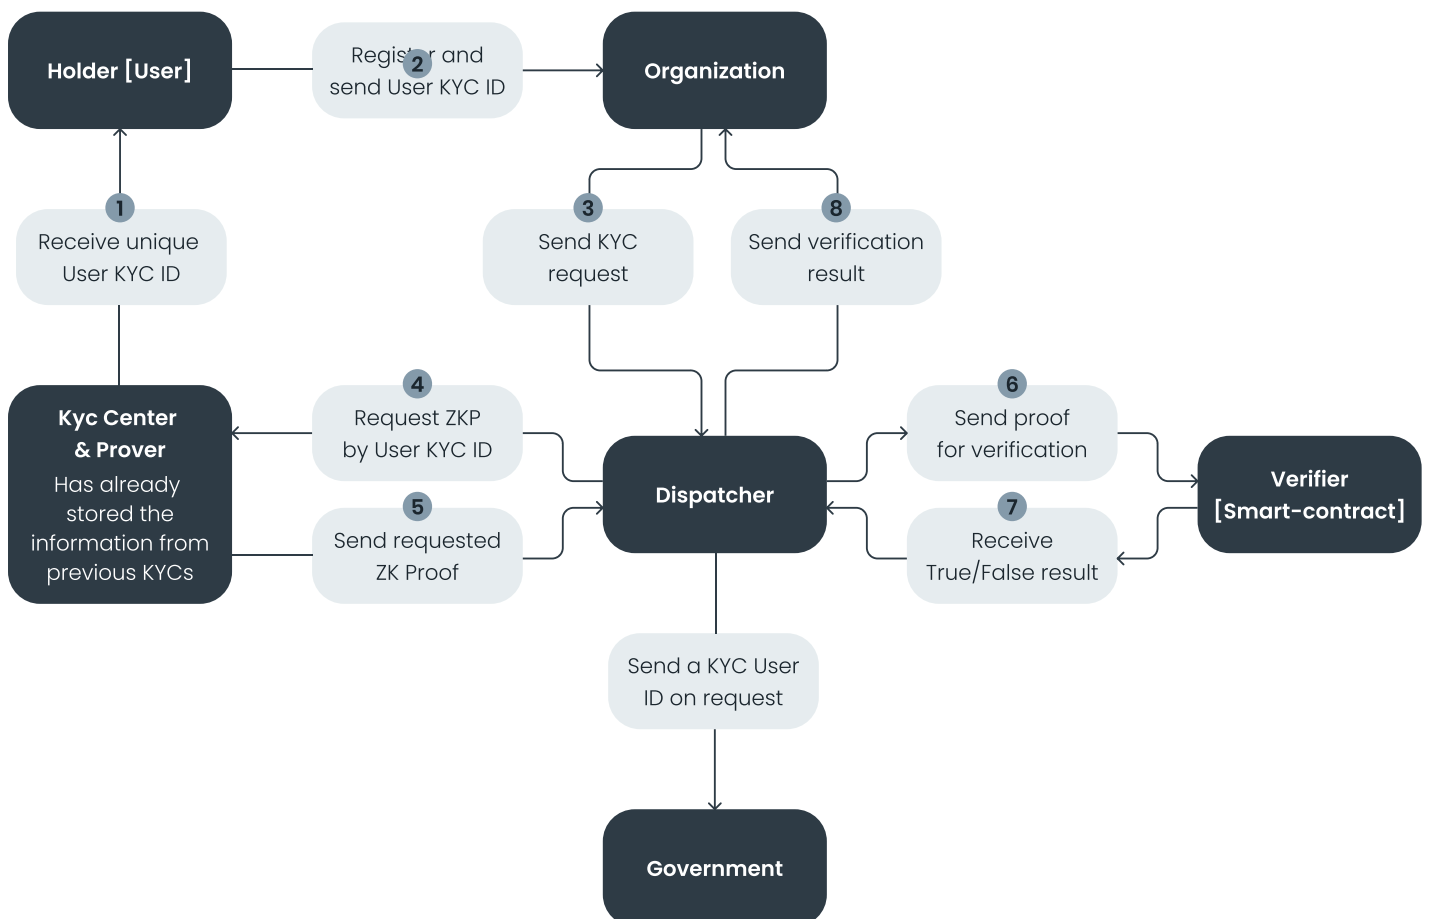 Holder [User]
2
Register and
send User KYC ID
Organization
1
Receive unique
User KYC ID
3
Send KYC
request
8
Send verification
result
Kyc Center
& Prover
Has already
stored the
information from
previous KYCs
4
Request ZKP
by User KYC ID
5
Send requested
ZK Proof
Dispatcher
6
Send proof
for verification
7
Receive
True/False result
Verifier
[Smart-contract]
Send a KYC User
ID on request
Government